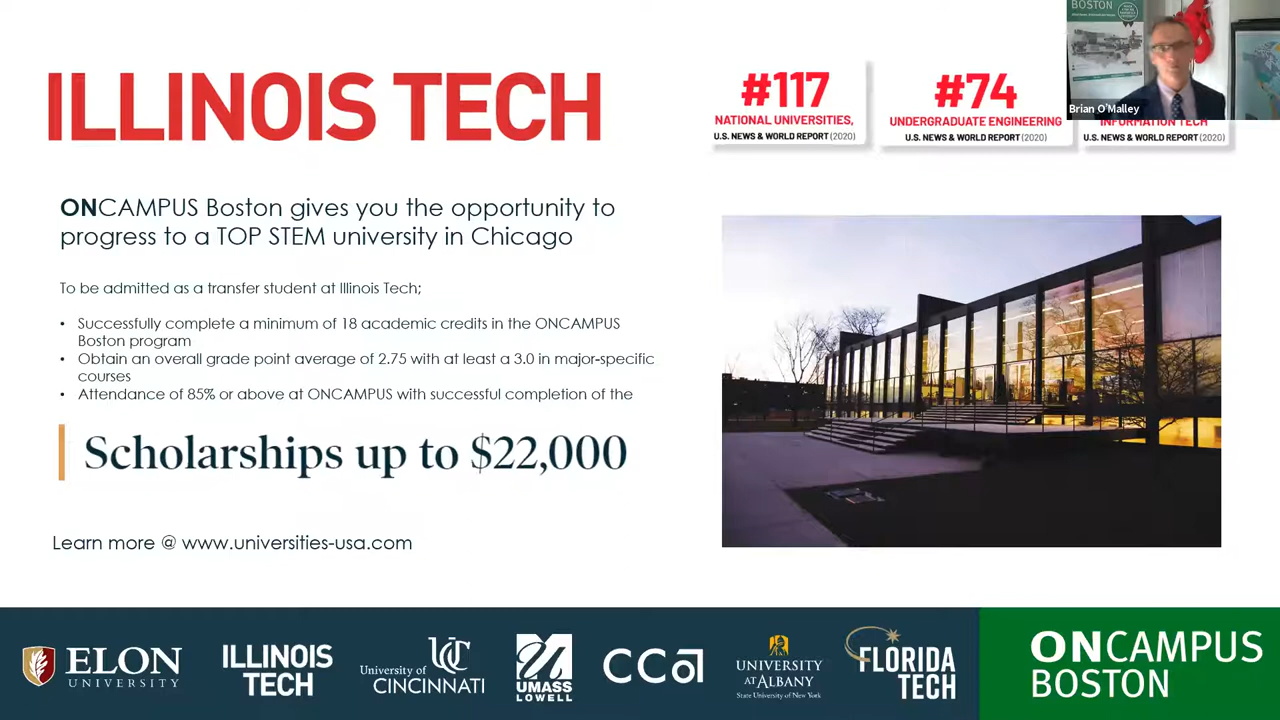 BOSTON
Brian O'Malley
ILLINOIS TECH
#117
NATIONAL UNIVERSITIES,
U.S. NEWS & WORLD REPORT (2020)
#74
UNDERGRADUATE ENGINEERING
U.S. NEWS & WORLD REPORT (2020)
INFORMATION TECH
U.S. NEWS & WORLD REPORT (2020)
ONCAMPUS Boston gives you the opportunity to
progress to a TOP STEM university in Chicago
To be admitted as a transfer student at Illinois Tech;
• Successfully complete a minimum of 18 academic credits in the ONCAMPUS
Boston program
• Obtain an overall grade point average of 2.75 with at least a 3.0 in major-specific
courses
• Attendance of 85% or above at ONCAMPUS with successful completion of the
Scholarships up to $22,000
Learn more @ www.universities-usa.com
ELON
UNIVERSITY
ILLINOIS
TECH
University of
CINCINNATI
UC
UMASS
LOWELL
CCA
UNIVERSITY
AT ALBANY
State University of New York
FLORIDA
TECH
ONCAMPUS
BOSTON